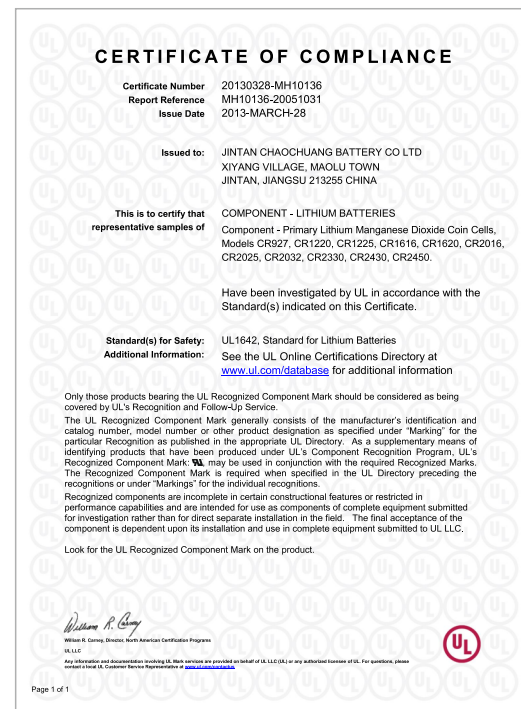 CERTIFICATE OF COMPLIANCE
Certificate Number 20130328-MH10136
Report Reference MH10136-20051031
Issue Date 2013-MARCH-28
Issued to: JINTAN CHAOCHUANG BATTERY CO LTD
XIYANG VILLAGE, MAOLU TOWN
JINTAN, JIANGSU 213255 CHINA
This is to certify that COMPONENT - LITHIUM BATTERIES
representative samples of Component - Primary Lithium Manganese Dioxide Coin Cells,
Models CR927, CR1220, CR1225, CR1616, CR1620, CR2016,
CR2025, CR2032, CR2330, CR2430, CR2450.
Have been investigated by UL in accordance with the
Standard(s) indicated on this Certificate.
Standard(s) for Safety: UL1642, Standard for Lithium Batteries
Additional Information: See the UL Online Certifications Directory at
www.ul.com/database for additional information
Only those products bearing the UL Recognized Component Mark should be considered as being
covered by UL's Recognition and Follow-Up Service.
The UL Recognized Component Mark generally consists of the manufacturer's identification and
catalog number, model number or other product designation as specified under “Marking” for the
particular Recognition as published in the appropriate UL Directory. As a supplementary means of
identifying products that have been produced under UL's Component Recognition Program, UL's
Recognized Component Mark: , may be used in conjunction with the required Recognized Marks.
The Recognized Component Mark is required when specified in the UL Directory preceding the
recognitions or under “Markings” for the individual recognitions.
Recognized components are incomplete in certain constructional features or restricted in
performance capabilities and are intended for use as components of complete equipment submitted
for investigation rather than for direct separate installation in the field. The final acceptance of the
component is dependent upon its installation and use in complete equipment submitted to UL LLC.
Look for the UL Recognized Component Mark on the product.
William R. Carney
William R. Carney, Director, North American Certification Programs
UL LLC
Any information and documentation involving UL Mark services are provided on behalf of UL LLC (UL) or any authorized licensee of UL. For questions, please
contact a local UL Customer Service Representative at www.ul.com/contactus
UL
Page 1 of 1